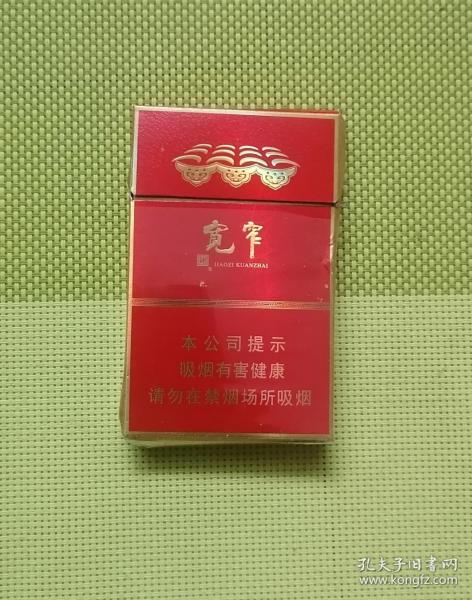 宽窄
JIAOZI KUANZHAI
本公司提示
吸烟有害健康
请勿在禁烟场所吸烟
孔夫子旧书网
www.kongfz.com